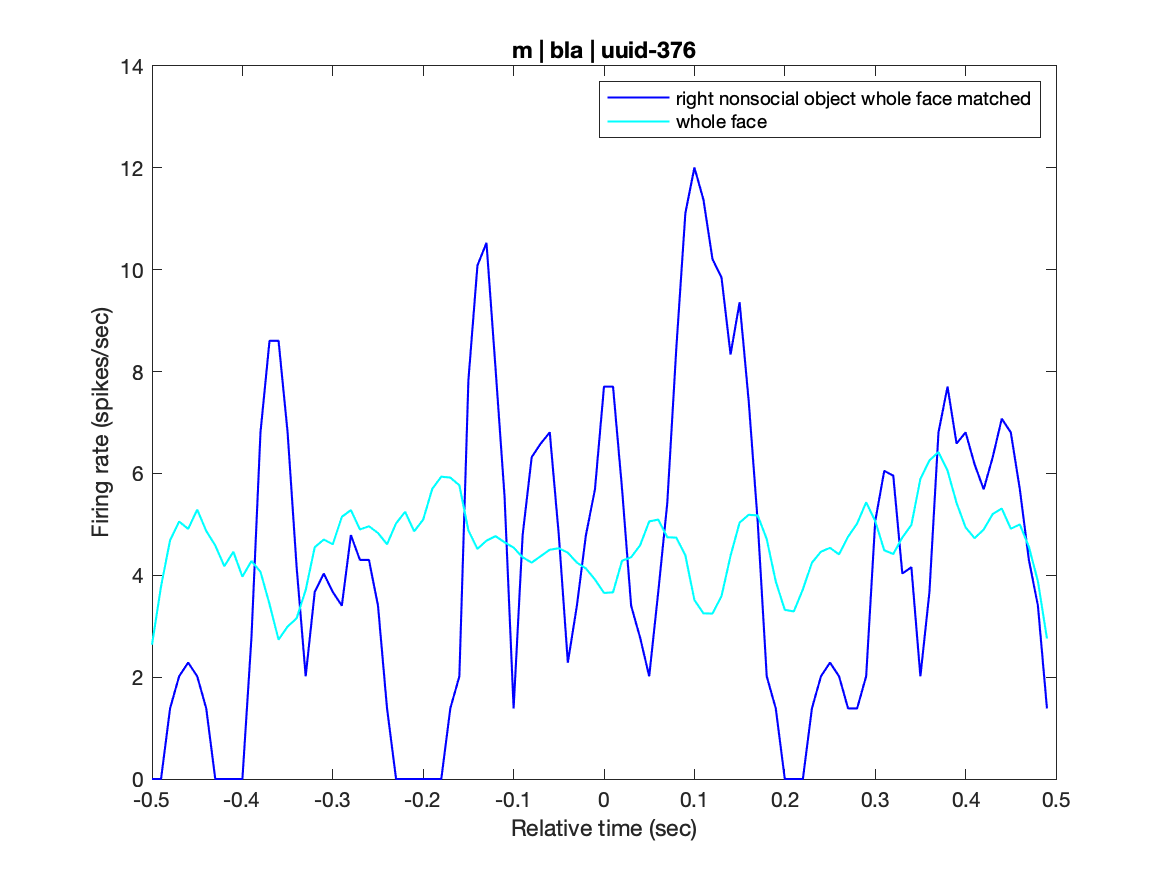 m | bla | uuid-376
14
12
10
8
6
4
2
0
Firing rate (spikes/sec)
right nonsocial object whole face matched
whole face
-0.5 -0.4 -0.3 -0.2 -0.1 0 0.1 0.2 0.3 0.4 0.5
Relative time (sec)